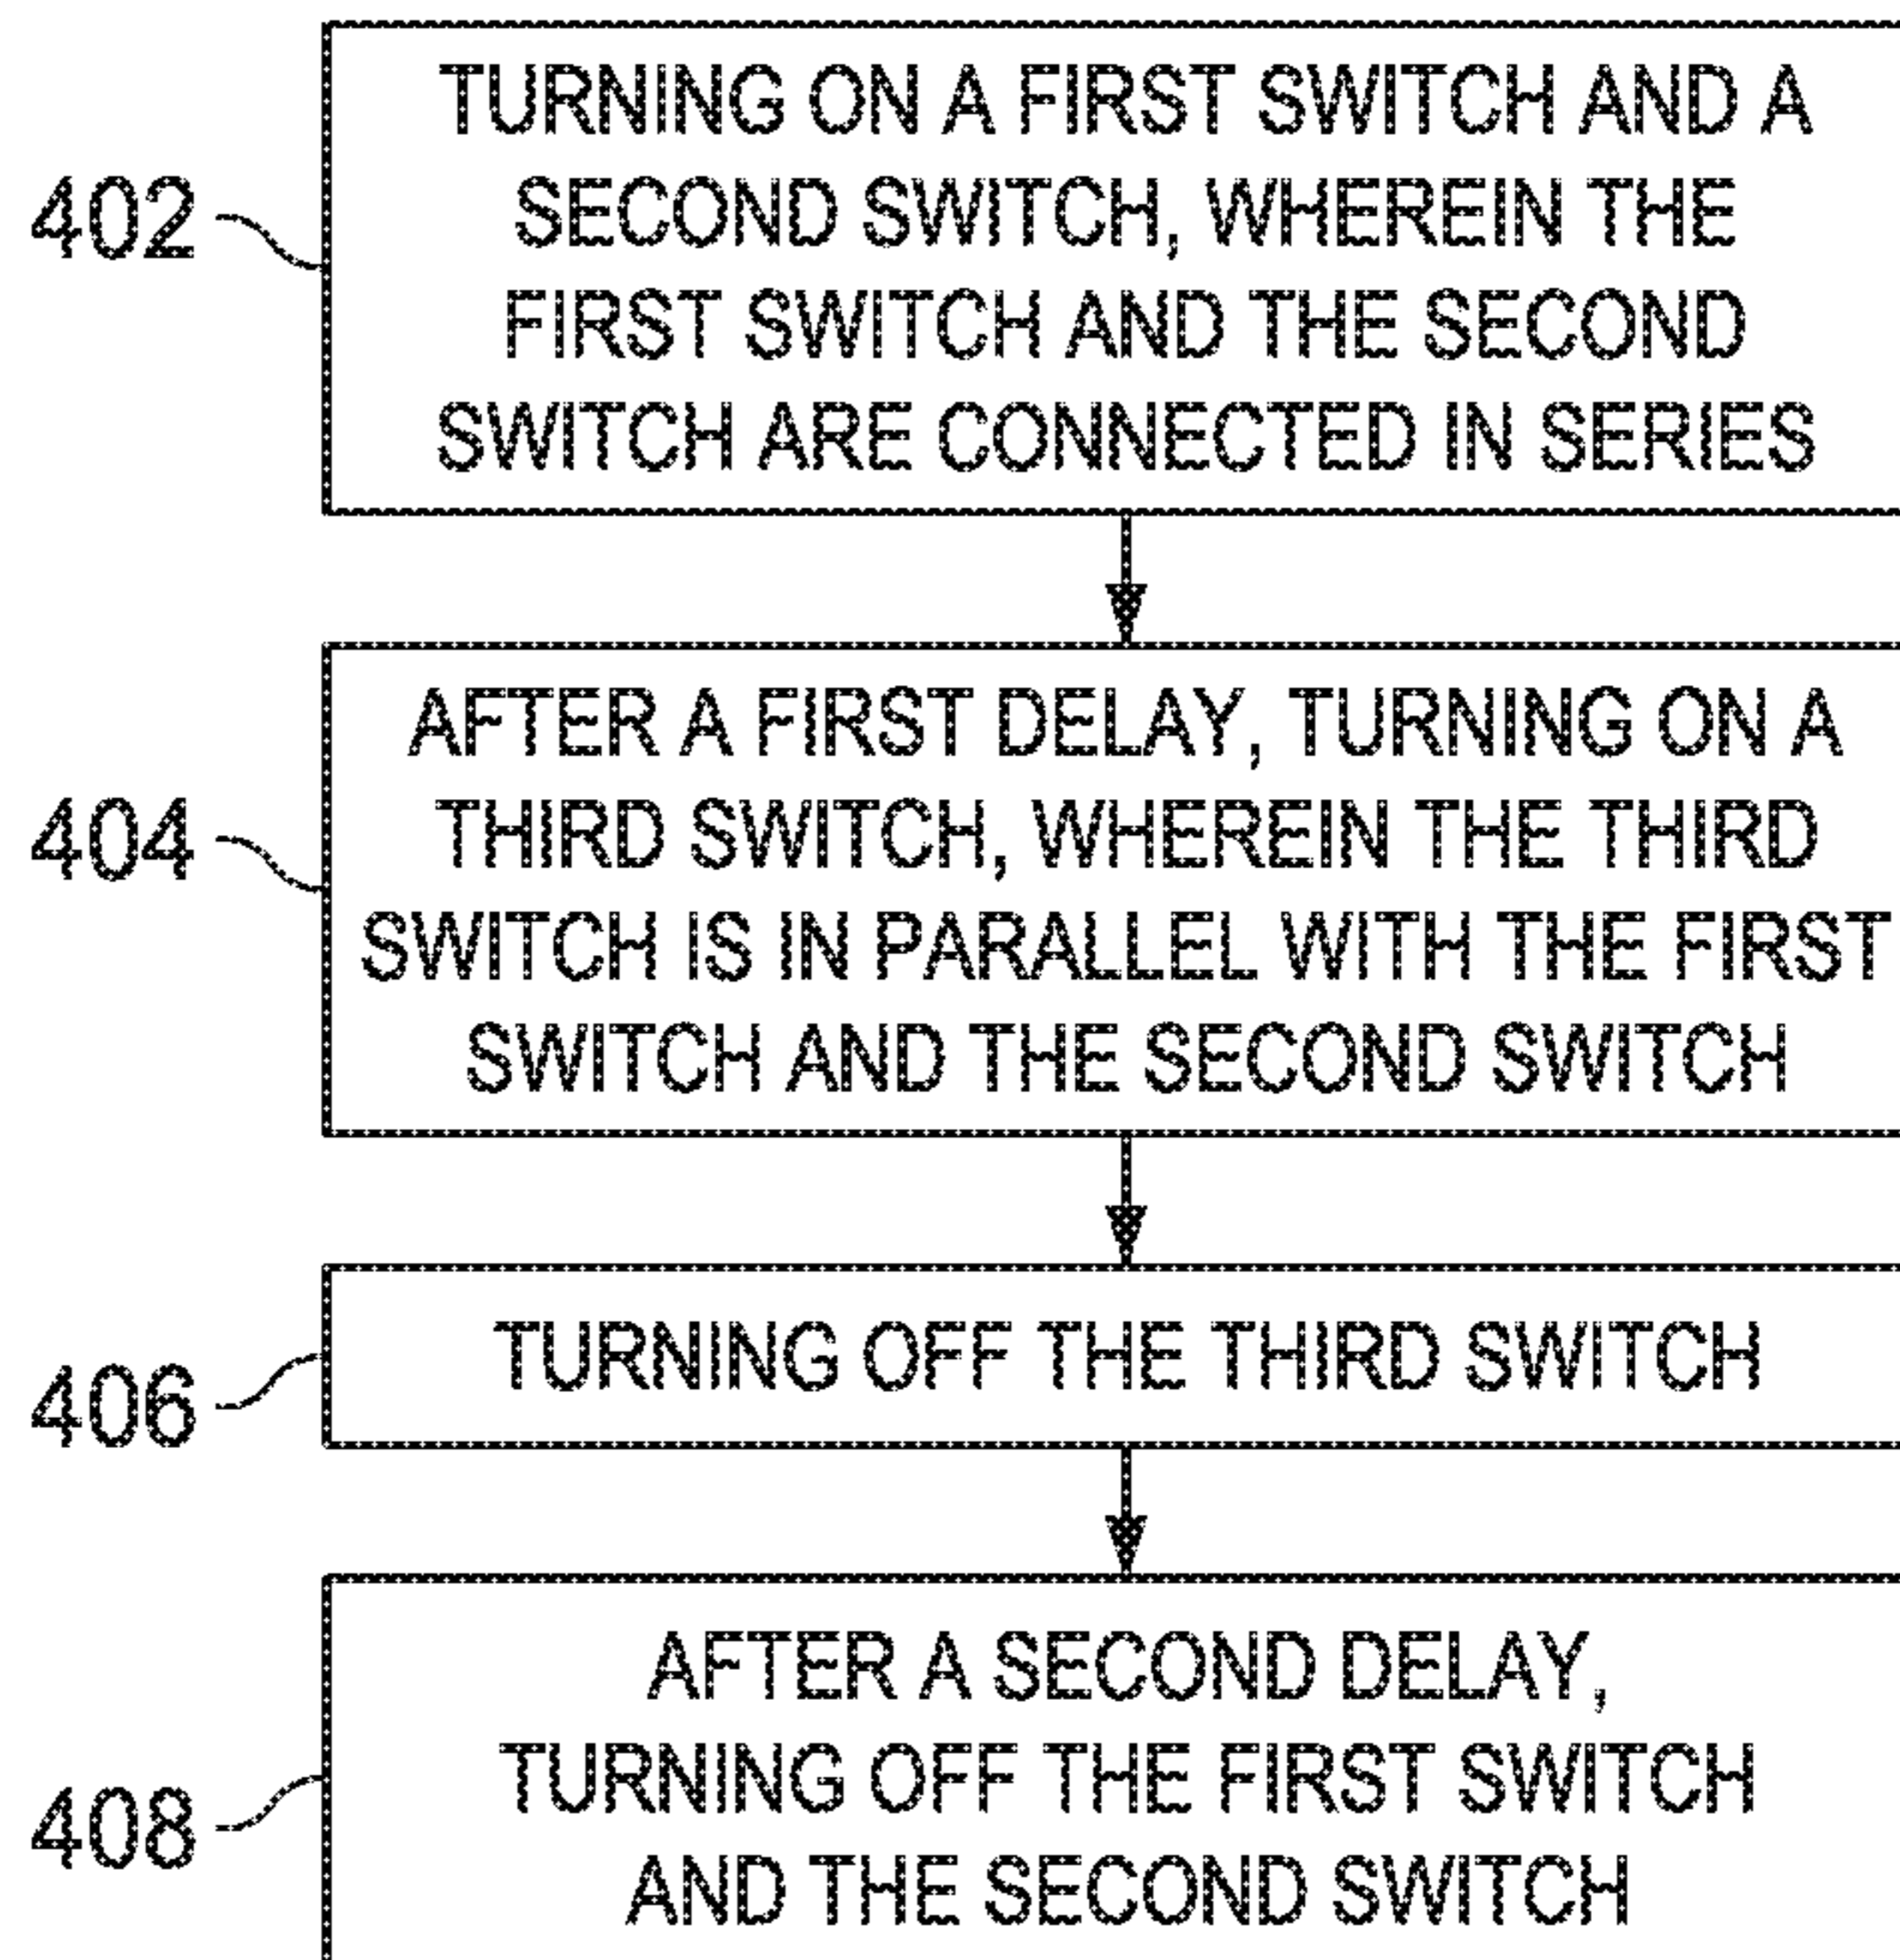 402
TURNING ON A FIRST SWITCH AND A
SECOND SWITCH, WHEREIN THE
FIRST SWITCH AND THE SECOND
SWITCH ARE CONNECTED IN SERIES
404
AFTER A FIRST DELAY, TURNING ON A
THIRD SWITCH, WHEREIN THE THIRD
SWITCH IS IN PARALLEL WITH THE FIRST
SWITCH AND THE SECOND SWITCH
406
TURNING OFF THE THIRD SWITCH
408
AFTER A SECOND DELAY,
TURNING OFF THE FIRST SWITCH
AND THE SECOND SWITCH